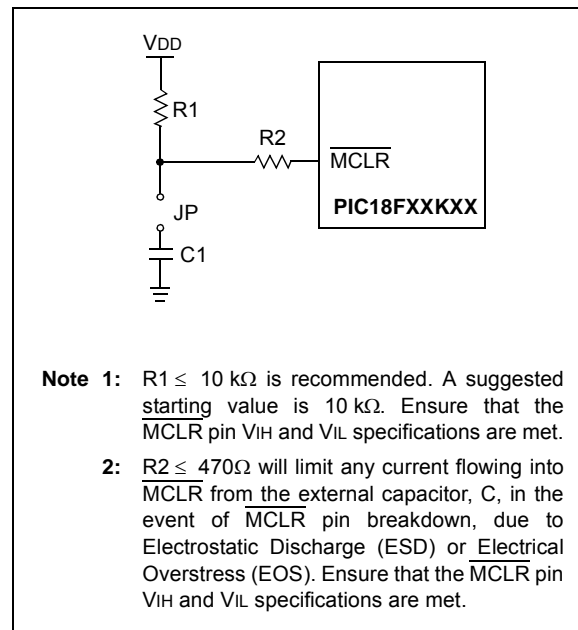 VDD
R1
R2
MCLR
JP
PIC18FXXKXX
C1
Note 1: R1 ≤ 10 kΩ is recommended. A suggested
starting value is 10 kΩ. Ensure that the
MCLR pin VIH and VIL specifications are met.
2: R2 ≤ 470Ω will limit any current flowing into
MCLR from the external capacitor, C, in the
event of MCLR pin breakdown, due to
Electrostatic Discharge (ESD) or Electrical
Overstress (EOS). Ensure that the MCLR pin
VIH and VIL specifications are met.